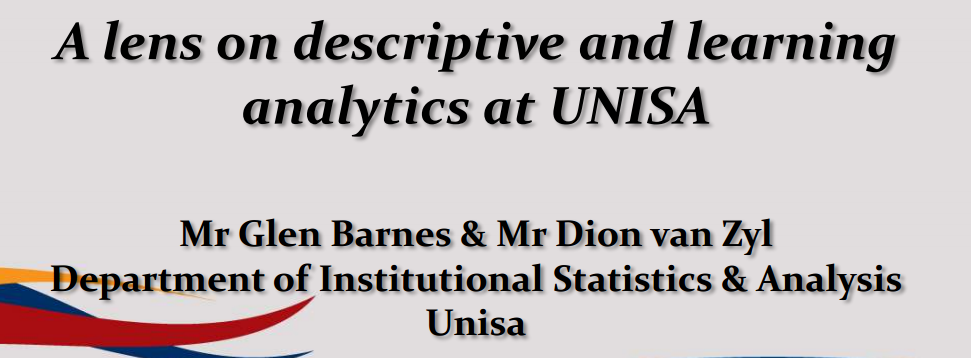 A lens on descriptive and learning
analytics at UNISA
Mr Glen Barnes & Mr Dion van Zyl
Department of Institutional Statistics & Analysis
Unisa